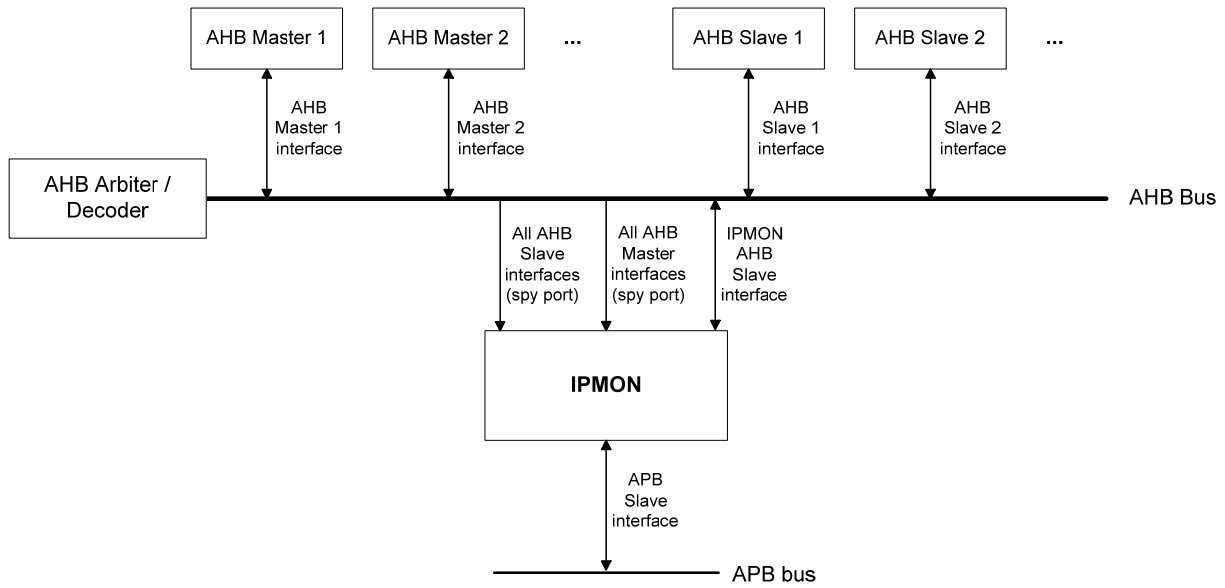 AHB Master 1
AHB Master 2
...
AHB Slave 1
AHB Slave 2
...
AHB
Master 1
interface
AHB
Master 2
interface
AHB
Slave 1
interface
AHB
Slave 2
interface
AHB Arbiter /
Decoder
AHB Bus
All AHB
Slave
interfaces
(spy port)
All AHB
Master
interfaces
(spy port)
IPMON
AHB
Slave
interface
IPMON
APB
Slave
interface
APB bus